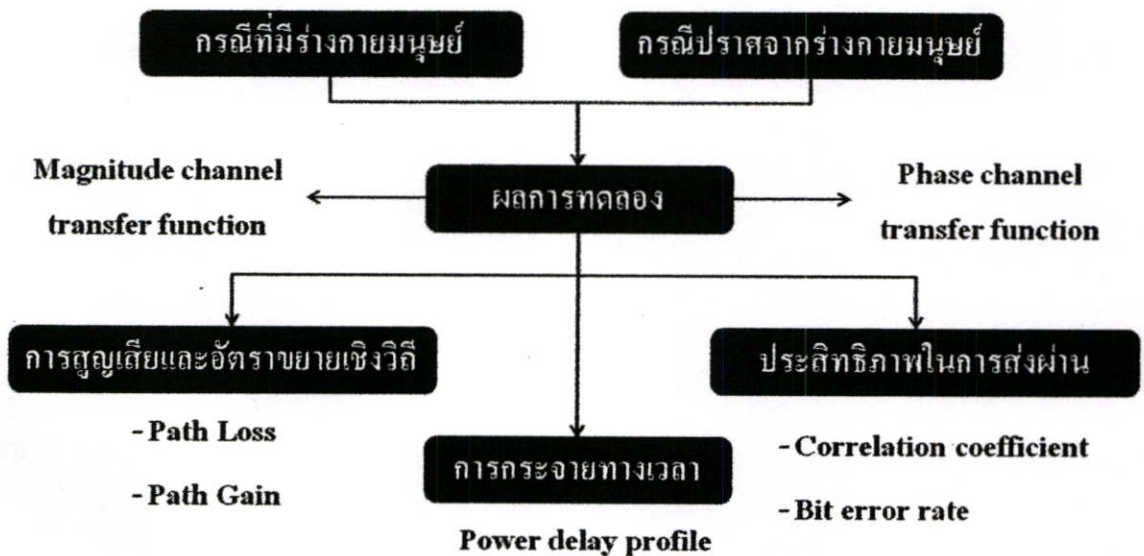 กรณีที่มีร่างกายมนุษย์
กรณีปราศจากร่างกายมนุษย์
Magnitude channel
transfer function
ผลการทดลอง
Phase channel
transfer function
การสูญเสียและอัตราขยายเชิงวิถี
- Path Loss
- Path Gain
การกระจายทางเวลา
Power delay profile
ประสิทธิภาพในการส่งผ่าน
- Correlation coefficient
- Bit error rate